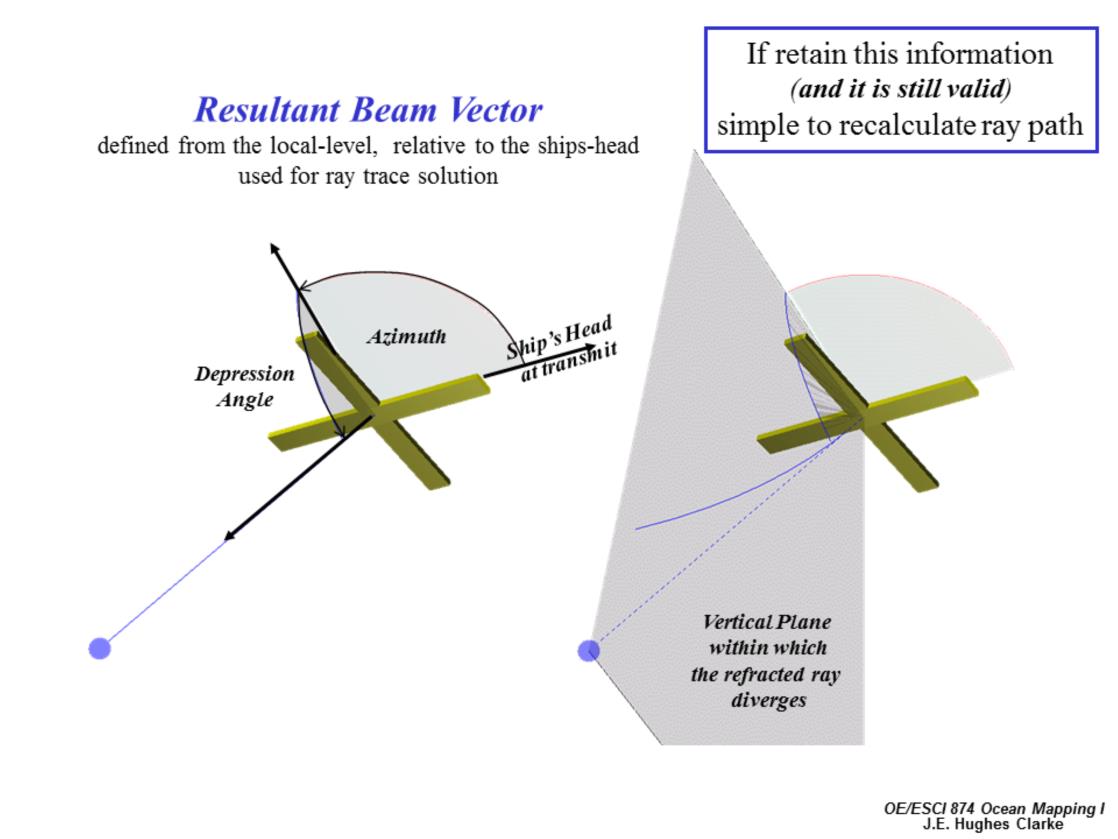 If retain this information
(and it is still valid)
simple to recalculate ray path
Resultant Beam Vector
defined from the local-level, relative to the ships-head
used for ray trace solution
Azimuth
Ship's Head
at transmit
Depression
Angle
Vertical Plane
within which
the refracted ray
diverges
OE/ESCI 874 Ocean Mapping I
J.E. Hughes Clarke